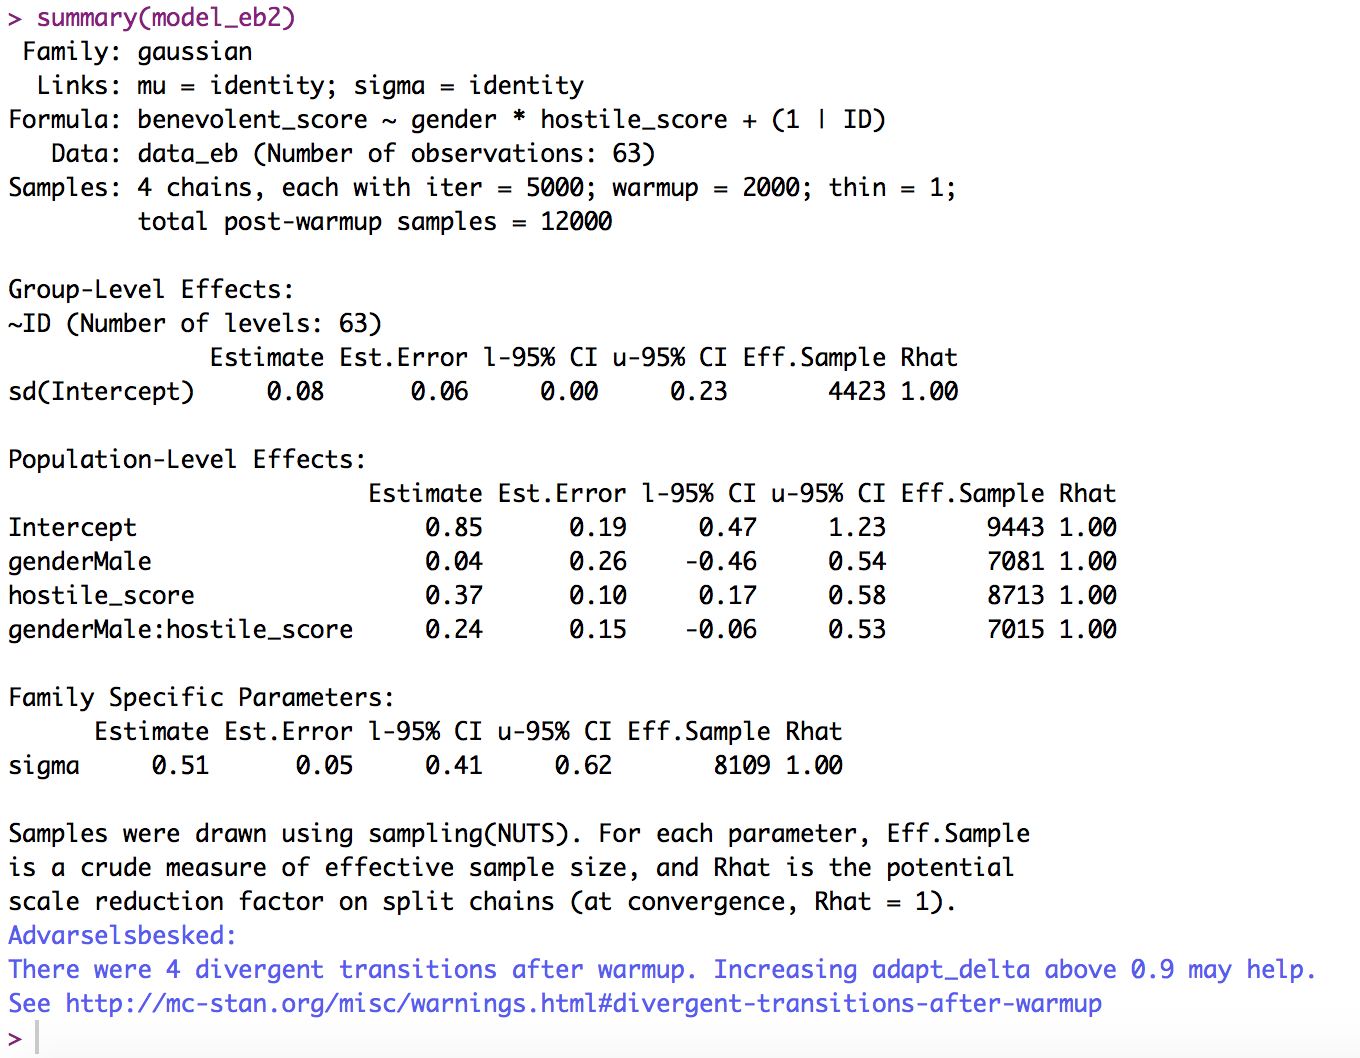 > summary(model_eb2)
 Family: gaussian
  Links: mu = identity; sigma = identity
Formula: benevolent_score ~ gender * hostile_score + (1 | ID)
   Data: data_eb (Number of observations: 63)
Samples: 4 chains, each with iter = 5000; warmup = 2000; thin = 1;
         total post-warmup samples = 12000

Group-Level Effects:
~ID (Number of levels: 63)
              Estimate Est.Error l-95% CI u-95% CI Eff.Sample Rhat
sd(Intercept)     0.08      0.06     0.00     0.23       4423 1.00

Population-Level Effects:
                         Estimate Est.Error l-95% CI u-95% CI Eff.Sample Rhat
Intercept                    0.85      0.19     0.47     1.23       9443 1.00
genderMale                   0.04      0.26    -0.46     0.54       7081 1.00
hostile_score                0.37      0.10     0.17     0.58       8713 1.00
genderMale:hostile_score     0.24      0.15    -0.06     0.53       7015 1.00

Family Specific Parameters:
      Estimate Est.Error l-95% CI u-95% CI Eff.Sample Rhat
sigma     0.51      0.05     0.41     0.62       8109 1.00

Samples were drawn using sampling(NUTS). For each parameter, Eff.Sample
is a crude measure of effective sample size, and Rhat is the potential
scale reduction factor on split chains (at convergence, Rhat = 1).
Advarselsbesked:
There were 4 divergent transitions after warmup. Increasing adapt_delta above 0.9 may help.
See http://mc-stan.org/misc/warnings.html#divergent-transitions-after-warmup
>